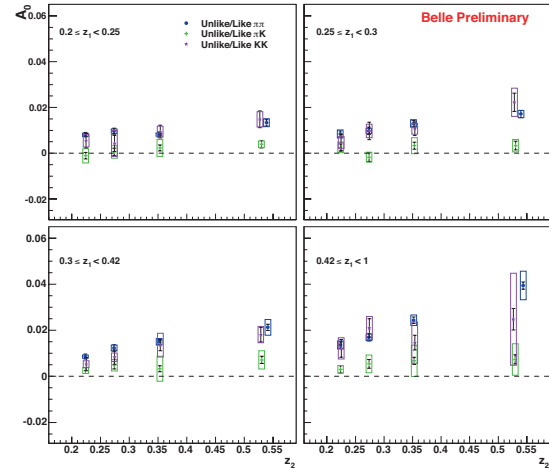 A₀
Unlike/Like ππ
Unlike/Like πK
Unlike/Like KK
0.2 ≤ z₁ < 0.25
0.06
0.04
0.02
0
-0.02
Belle Preliminary
0.25 ≤ z₁ < 0.3
0.3 ≤ z₁ < 0.42
0.06
0.04
0.02
0
-0.02
0.2 0.25 0.3 0.35 0.4 0.45 0.5 0.55
0.42 ≤ z₁ < 1
0.2 0.25 0.3 0.35 0.4 0.45 0.5 0.55
z₂
z₂